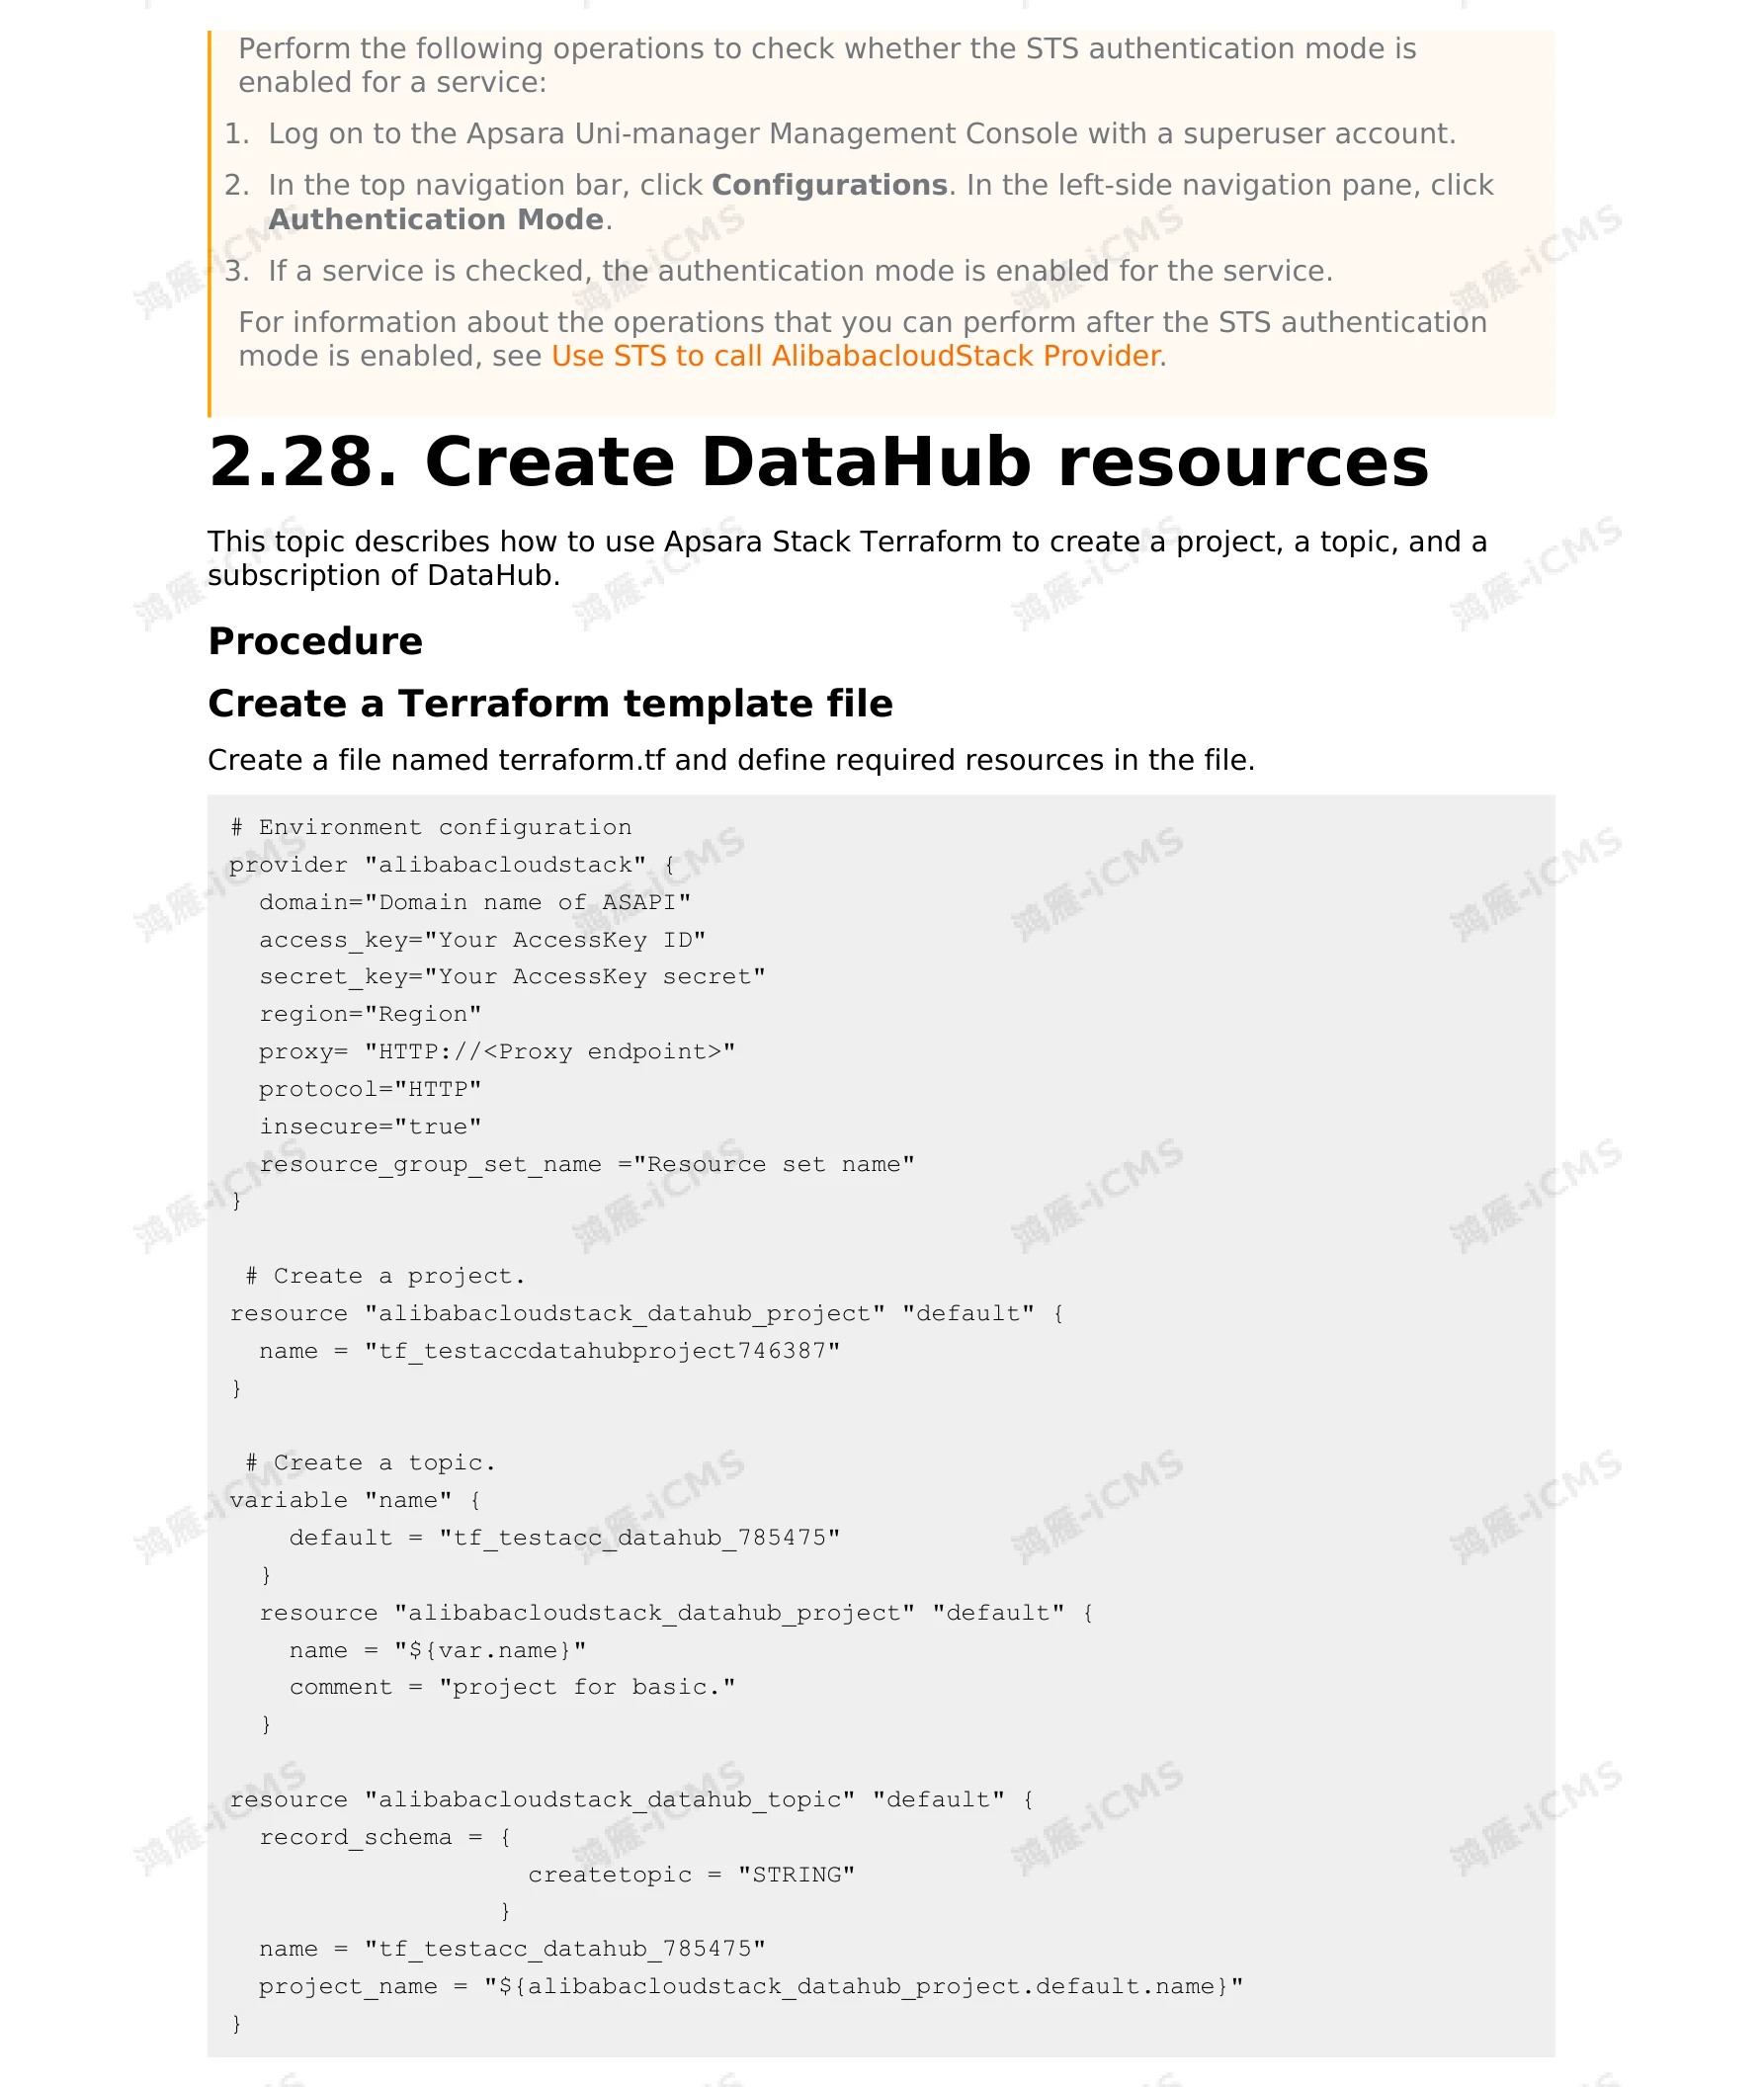 Perform the following operations to check whether the STS authentication mode is
enabled for a service:
1. Log on to the Apsara Uni-manager Management Console with a superuser account.
2. In the top navigation bar, click Configurations. In the left-side navigation pane, click
Authentication Mode.
3. If a service is checked, the authentication mode is enabled for the service.
For information about the operations that you can perform after the STS authentication
mode is enabled, see Use STS to call AlibabacloudStack Provider.
2.28. Create DataHub resources
This topic describes how to use Apsara Stack Terraform to create a project, a topic, and a
subscription of DataHub.
Procedure
Create a Terraform template file
Create a file named terraform.tf and define required resources in the file.
# Environment configuration
provider "alibabacloudstack" {
  domain="Domain name of ASAPI"
  access_key="Your AccessKey ID"
  secret_key="Your AccessKey secret"
  region="Region"
  proxy= "HTTP://<Proxy endpoint>"
  protocol="HTTP"
  insecure="true"
  resource_group_set_name ="Resource set name"
}
 # Create a project.
resource "alibabacloudstack_datahub_project" "default" {
  name = "tf_testaccdatahubproject746387"
}
 # Create a topic.
variable "name" {
    default = "tf_testacc_datahub_785475"
  }
  resource "alibabacloudstack_datahub_project" "default" {
    name = "${var.name}"
    comment = "project for basic."
  }
resource "alibabacloudstack_datahub_topic" "default" {
  record_schema = {
                    createtopic = "STRING"
                  }
  name = "tf_testacc_datahub_785475"
  project_name = "${alibabacloudstack_datahub_project.default.name}"
}
鸿雁-iCMS